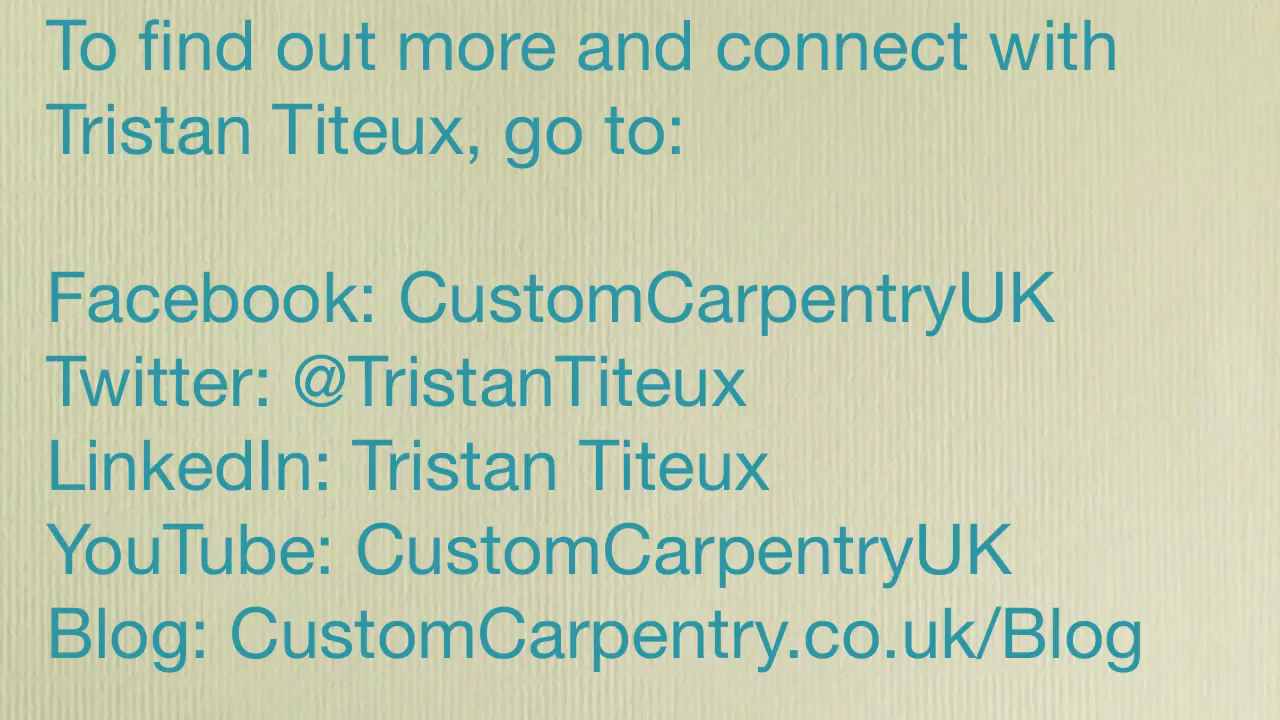 To find out more and connect with
Tristan Titeux, go to:
Facebook: CustomCarpentryUK
Twitter: @TristanTiteux
LinkedIn: Tristan Titeux
YouTube: CustomCarpentryUK
Blog: CustomCarpentry.co.uk/Blog